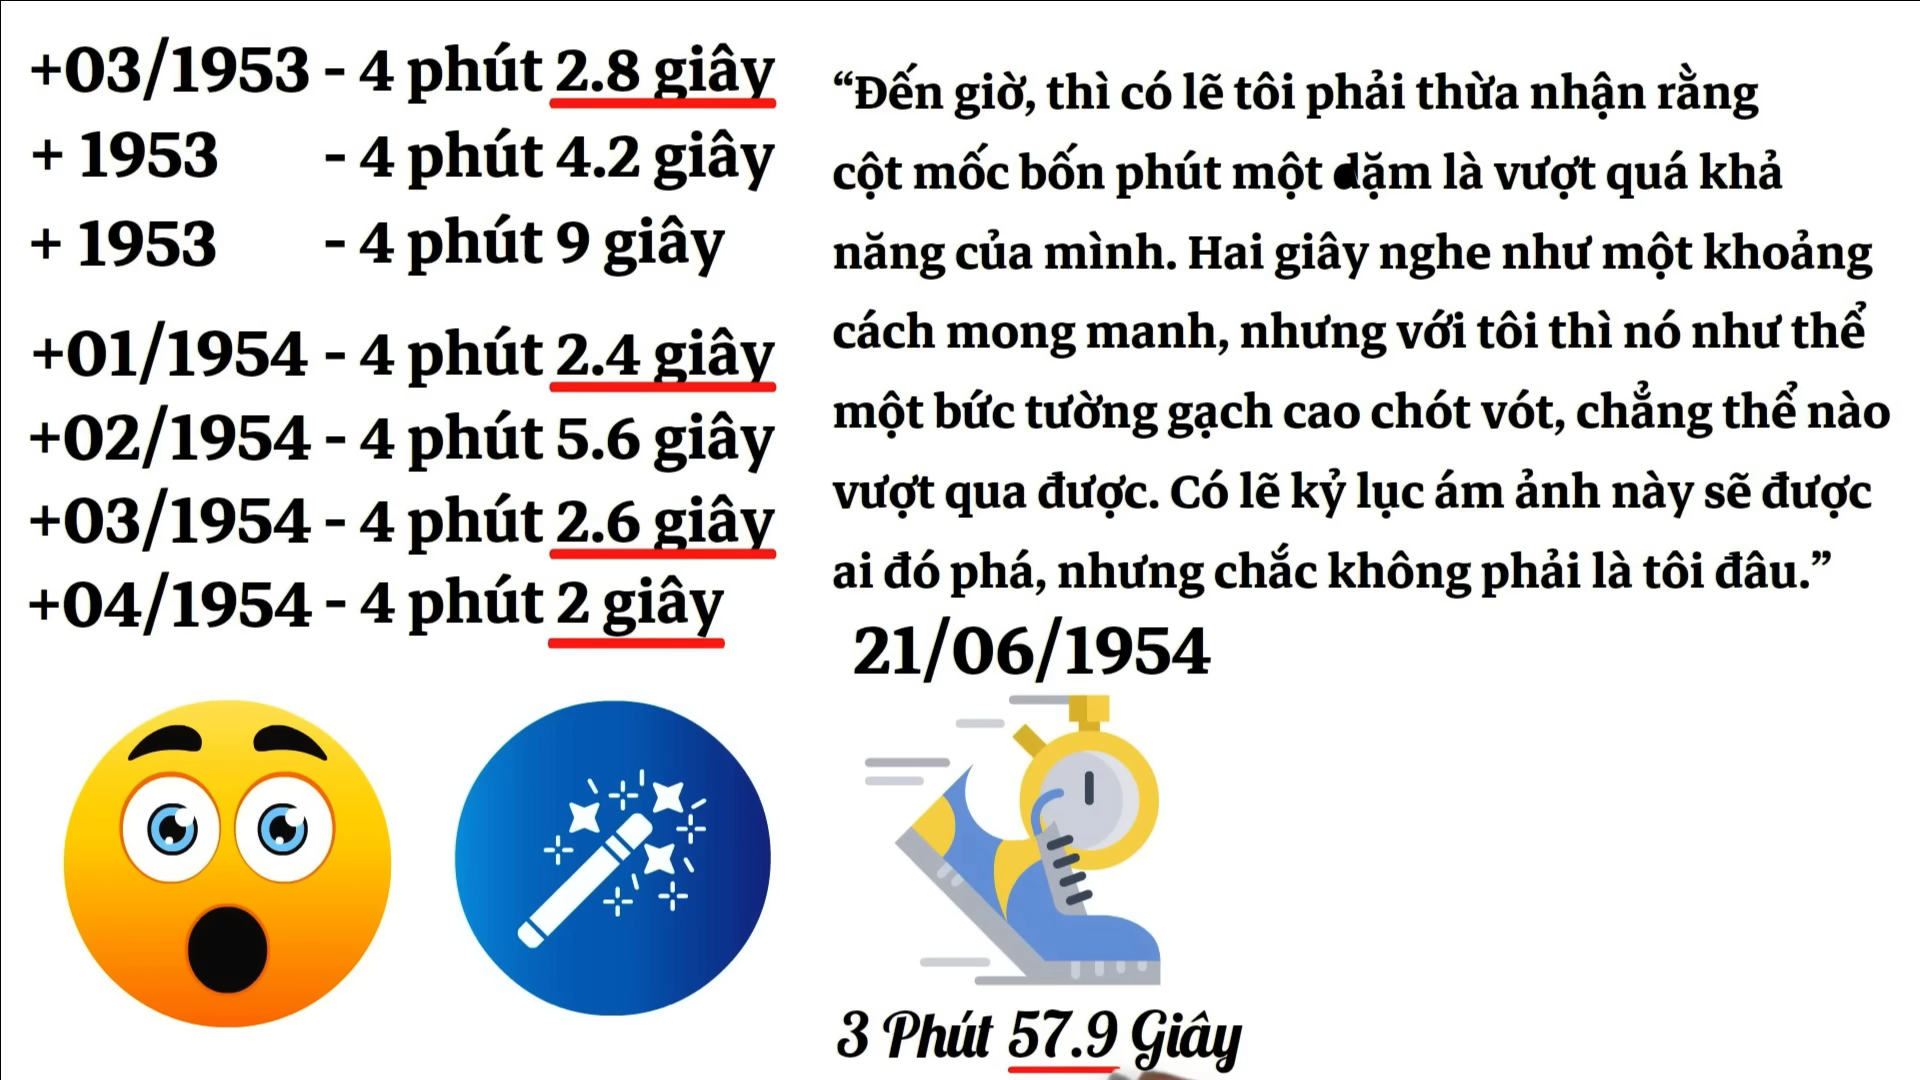 +03/1953 - 4 phút 2.8 giây
+ 1953 - 4 phút 4.2 giây
+ 1953 - 4 phút 9 giây
+01/1954 - 4 phút 2.4 giây
+02/1954 - 4 phút 5.6 giây
+03/1954 - 4 phút 2.6 giây
+04/1954 - 4 phút 2 giây
“Đến giờ, thì có lẽ tôi phải thừa nhận rằng
cột mốc bốn phút một dặm là vượt quá khả
năng của mình. Hai giây nghe như một khoảng
cách mong manh, nhưng với tôi thì nó như thể
một bức tường gạch cao chót vót, chẳng thể nào
vượt qua được. Có lẽ kỷ lục ám ảnh này sẽ được
ai đó phá, nhưng chắc không phải là tôi đâu.”
21/06/1954
3 Phút 57.9 Giây